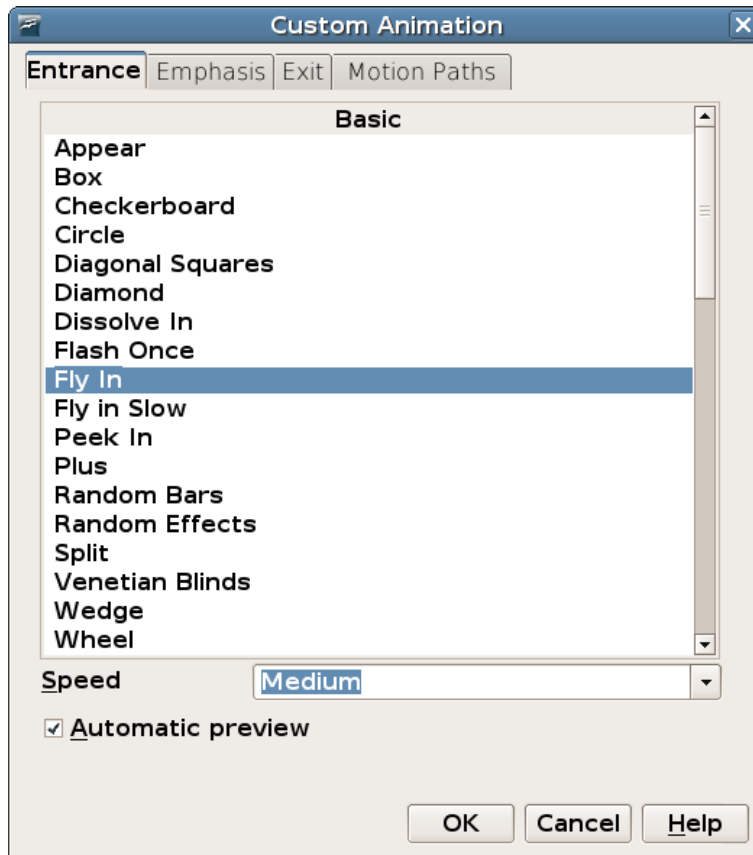 Custom Animation
Entrance Emphasis Exit Motion Paths
Basic
Appear
Box
Checkerboard
Circle
Diagonal Squares
Diamond
Dissolve In
Flash Once
Fly In
Fly in Slow
Peek In
Plus
Random Bars
Random Effects
Split
Venetian Blinds
Wedge
Wheel
Speed Medium
Automatic preview
OK Cancel Help